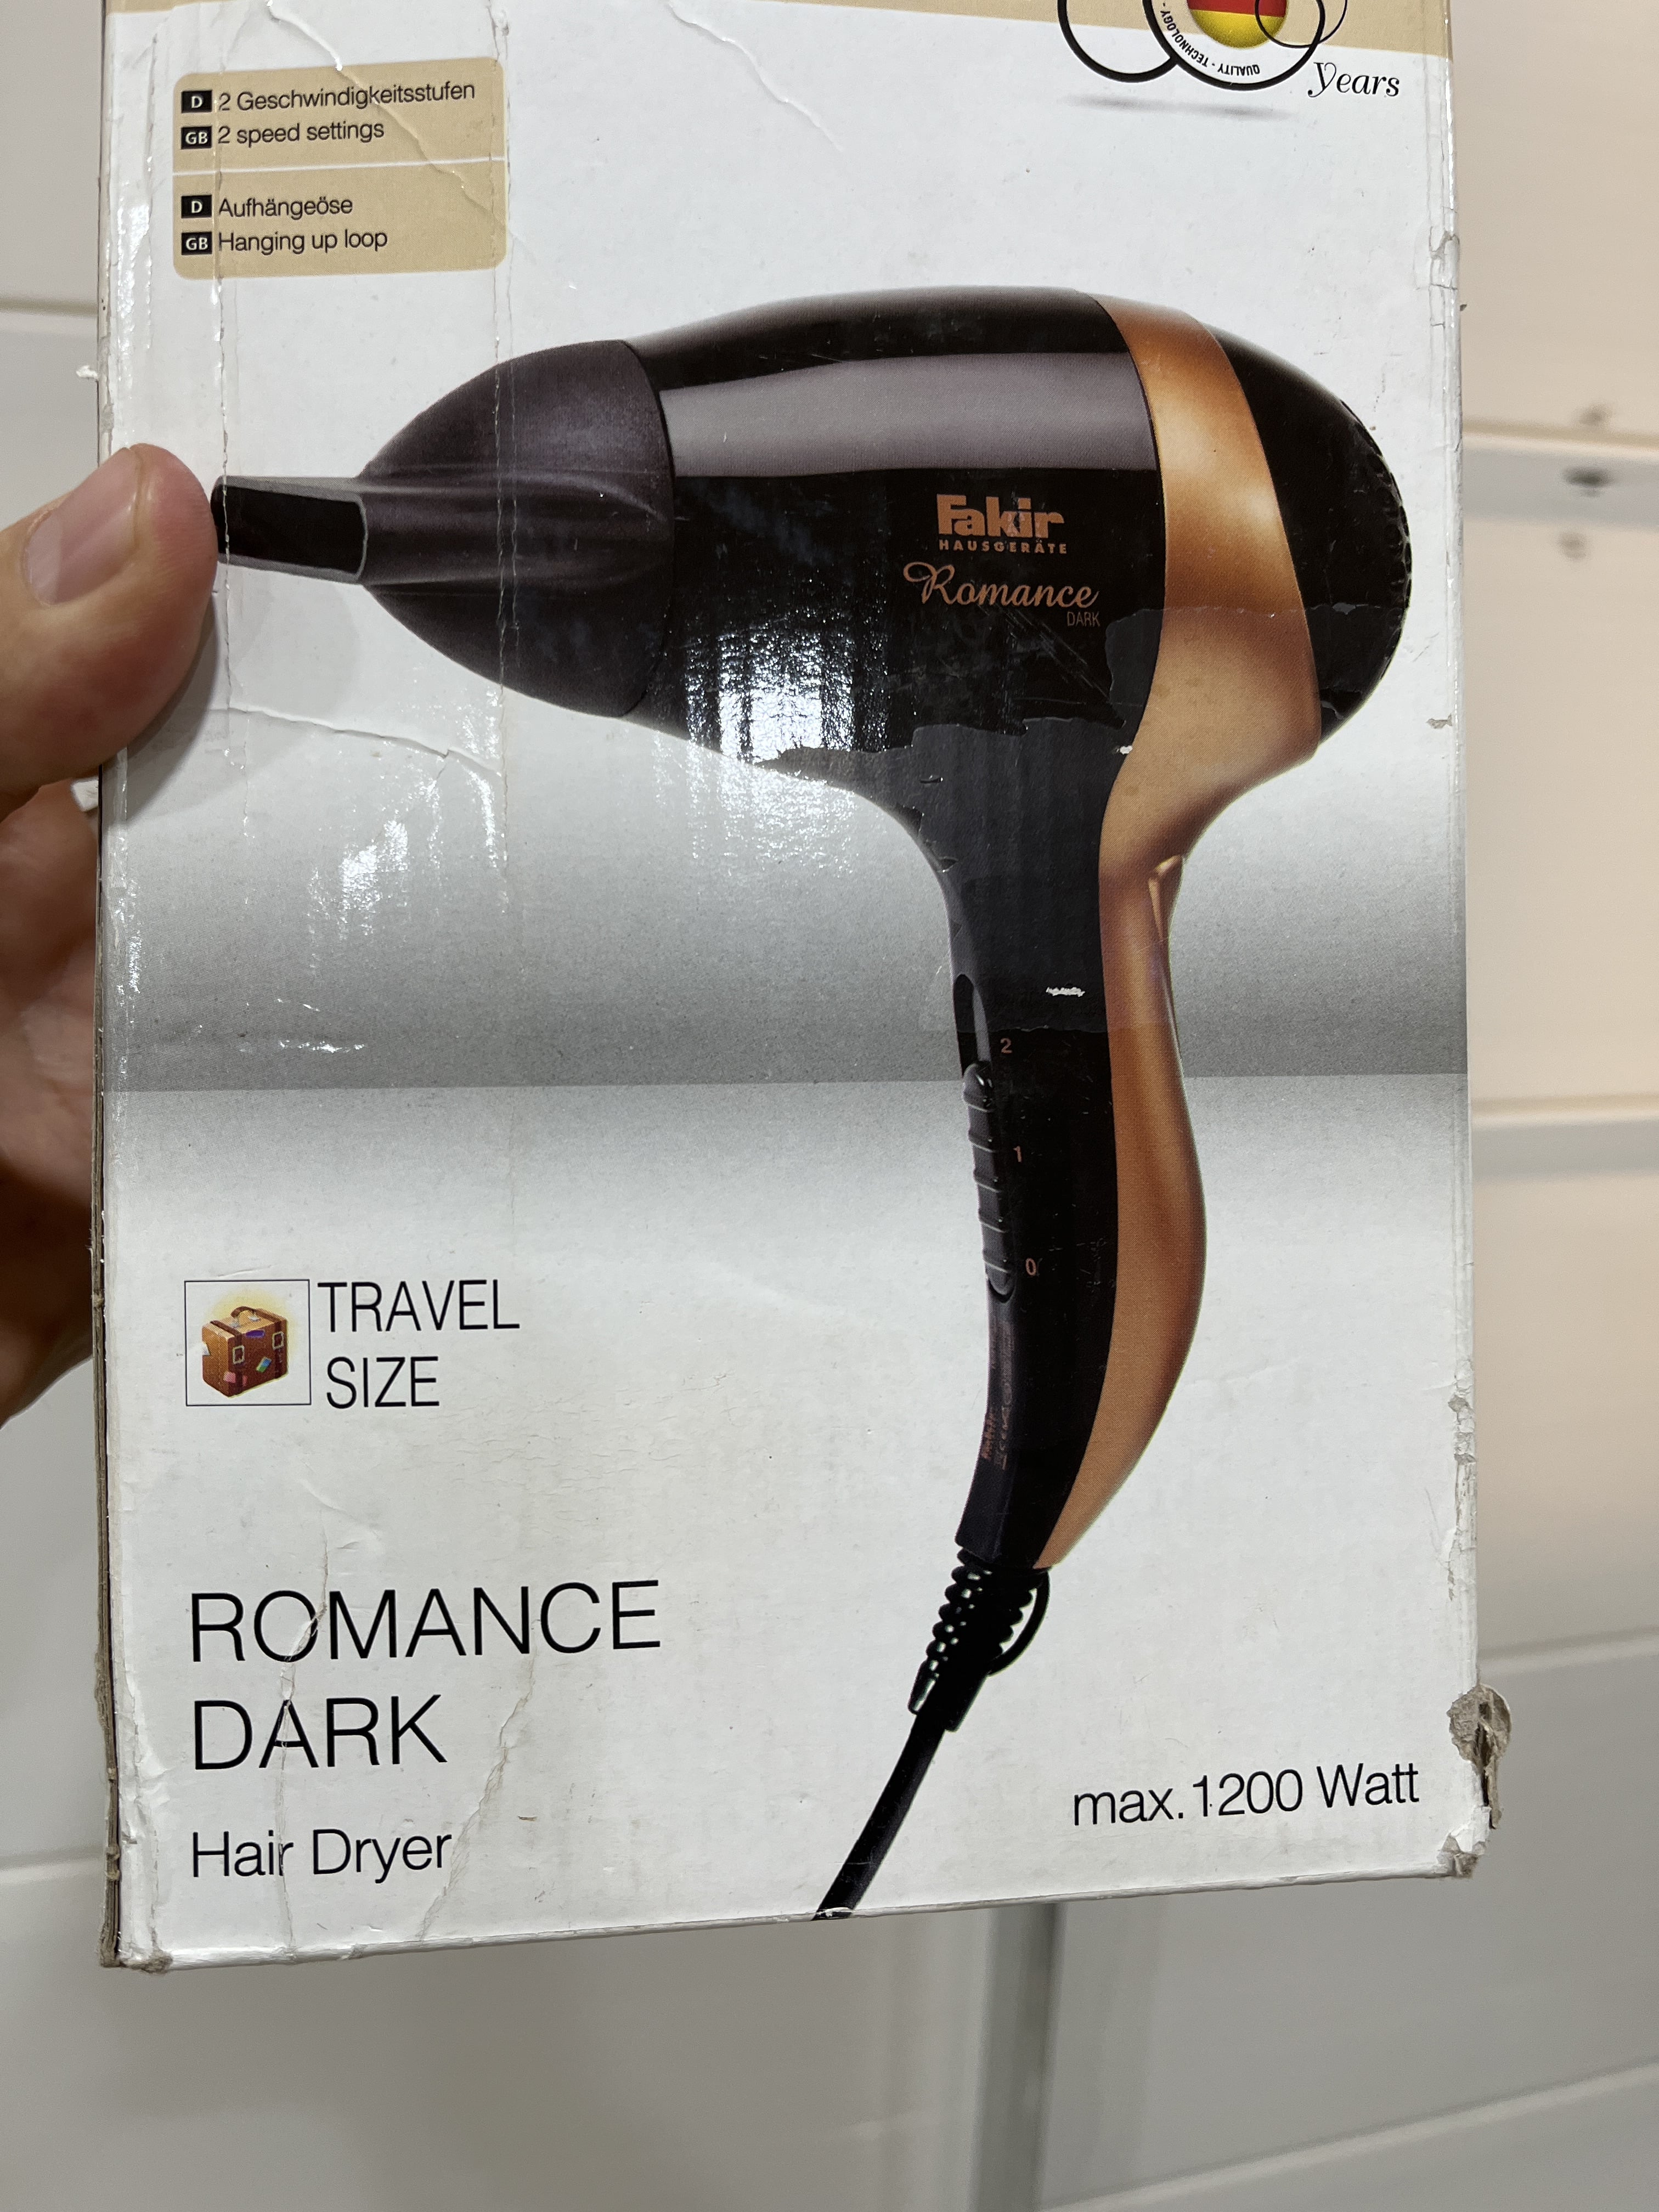 QUALITY - TECHNOLOGY -
years
D 2 Geschwindigkeitsstufen
GB 2 speed settings
D Aufhängeöse
GB Hanging up loop
Fakir
HAUSGERÄTE
Romance
DARK
2
1
0
TRAVEL
SIZE
ROMANCE
DARK
Hair Dryer
max. 1200 Watt